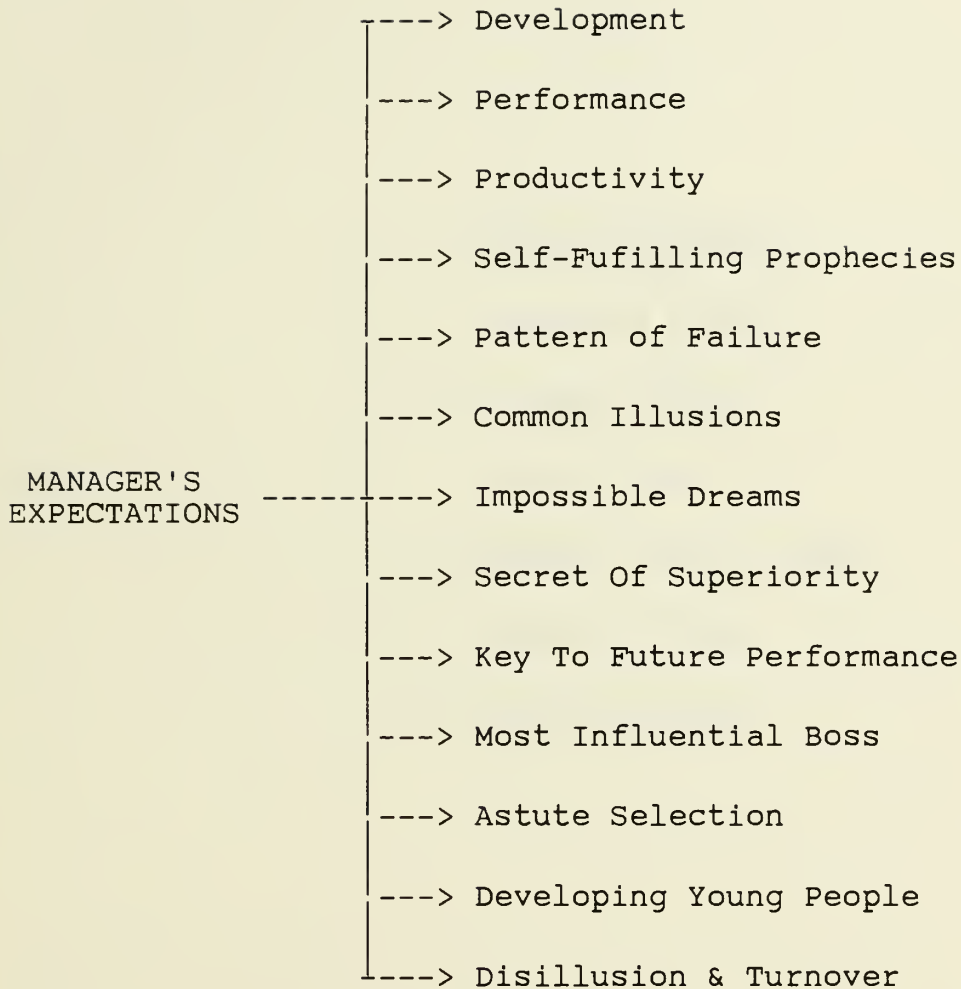 Development
Performance
Productivity
Self-Fufilling Prophecies
Pattern of Failure
Common Illusions
MANAGER'S
EXPECTATIONS
Impossible Dreams
Secret Of Superiority
Key To Future Performance
Most Influential Boss
Astute Selection
Developing Young People
Disillusion & Turnover